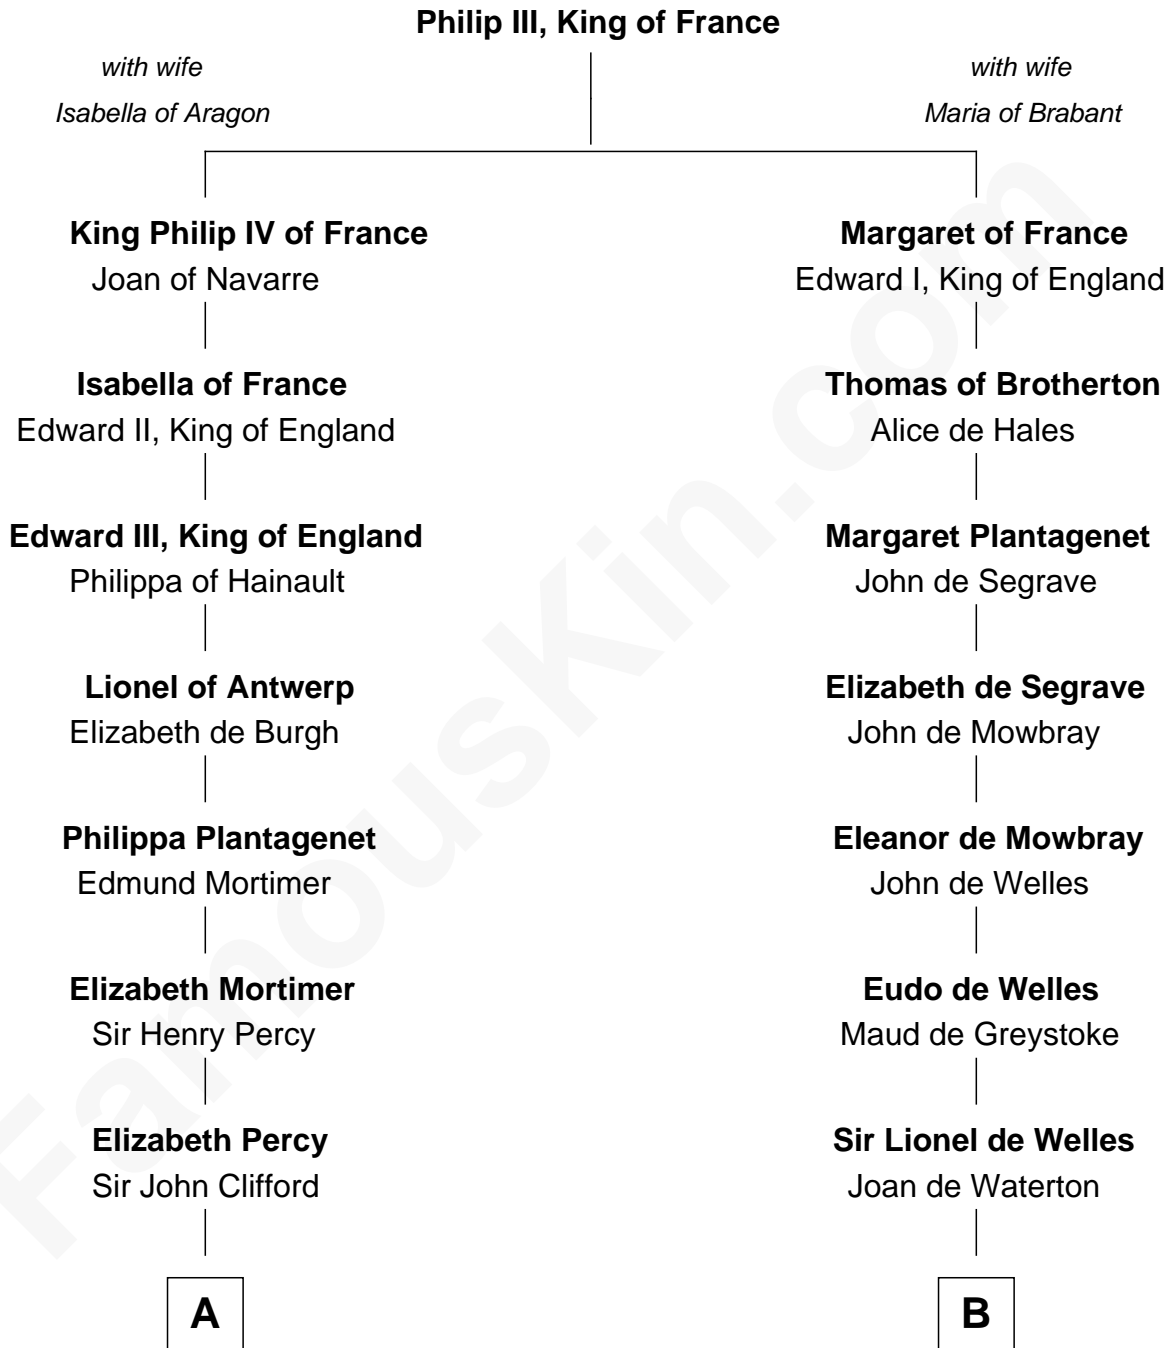 Philip III, King of France
with wife
Isabella of Aragon
with wife
Maria of Brabant
King Philip IV of France
Joan of Navarre
Margaret of France
Edward I, King of England
Isabella of France
Edward II, King of England
Thomas of Brotherton
Alice de Hales
Edward III, King of England
Philippa of Hainault
Margaret Plantagenet
John de Segrave
Lionel of Antwerp
Elizabeth de Burgh
Elizabeth de Segrave
John de Mowbray
Philippa Plantagenet
Edmund Mortimer
Eleanor de Mowbray
John de Welles
Elizabeth Mortimer
Sir Henry Percy
Eudo de Welles
Maud de Greystoke
Elizabeth Percy
Sir John Clifford
Sir Lionel de Welles
Joan de Waterton
A
B
FamousKin.com